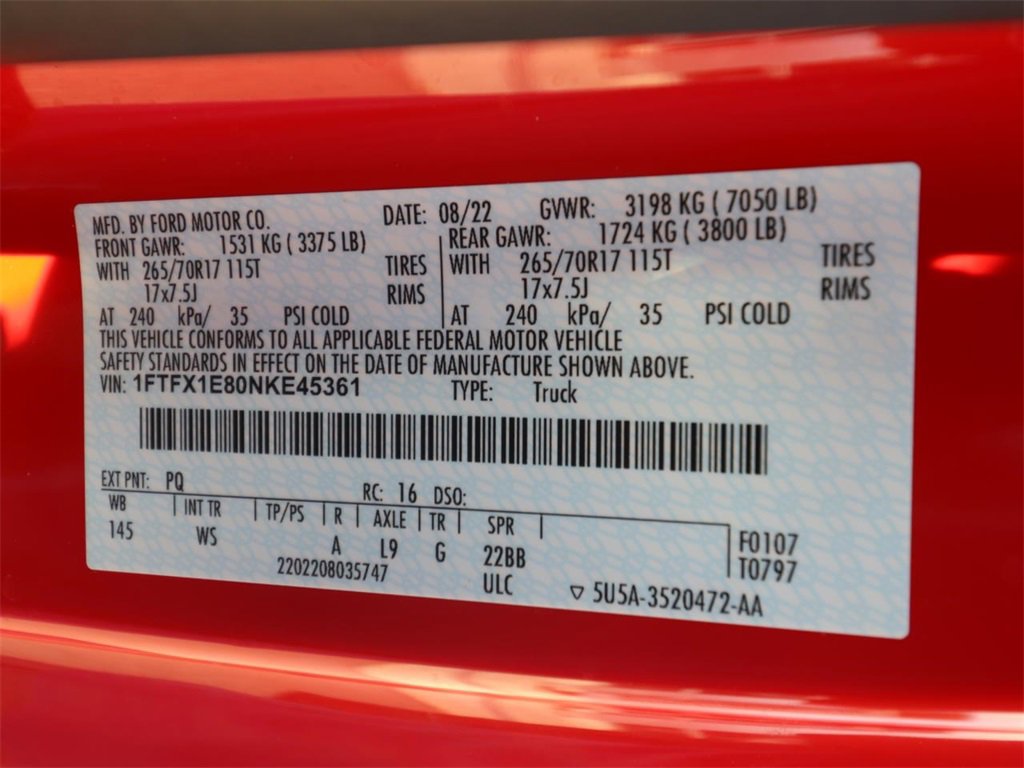 MFD. BY FORD MOTOR CO. DATE: 08/22 GVWR: 3198 KG ( 7050 LB)
FRONT GAWR: 1531 KG ( 3375 LB) REAR GAWR: 1724 KG ( 3800 LB)
WITH 265/70R17 115T TIRES WITH 265/70R17 115T TIRES
17x7.5J RIMS 17x7.5J RIMS
AT 240 kPa/ 35 PSI COLD AT 240 kPa/ 35 PSI COLD
THIS VEHICLE CONFORMS TO ALL APPLICABLE FEDERAL MOTOR VEHICLE
SAFETY STANDARDS IN EFFECT ON THE DATE OF MANUFACTURE SHOWN ABOVE.
VIN: 1FTFX1E80NKE45361 TYPE: Truck
EXT PNT: PQ RC: 16 DSO:
WB INT TR TP/PS R AXLE TR SPR
145 WS A L9 G 22BB F0107
2202208035747 ULC T0797
▽ 5U5A-3520472-AA